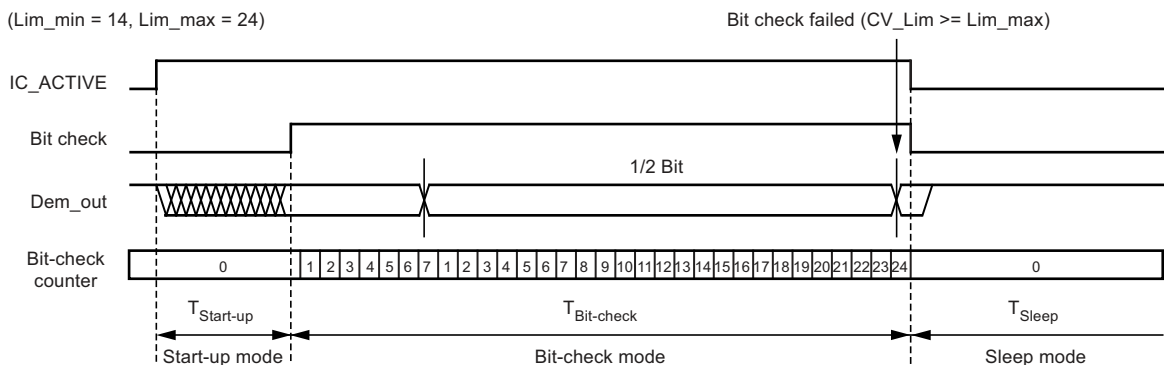 (Lim_min = 14, Lim_max = 24)
Bit check failed (CV_Lim >= Lim_max)
IC_ACTIVE
Bit check
1/2 Bit
Dem_out
Bit-check
counter
0 1 2 3 4 5 6 7 1 2 3 4 5 6 7 8 9 10 11 12 13 14 15 16 17 18 19 20 21 22 23 24 0
TStart-up TBit-check TSleep
Start-up mode Bit-check mode Sleep mode